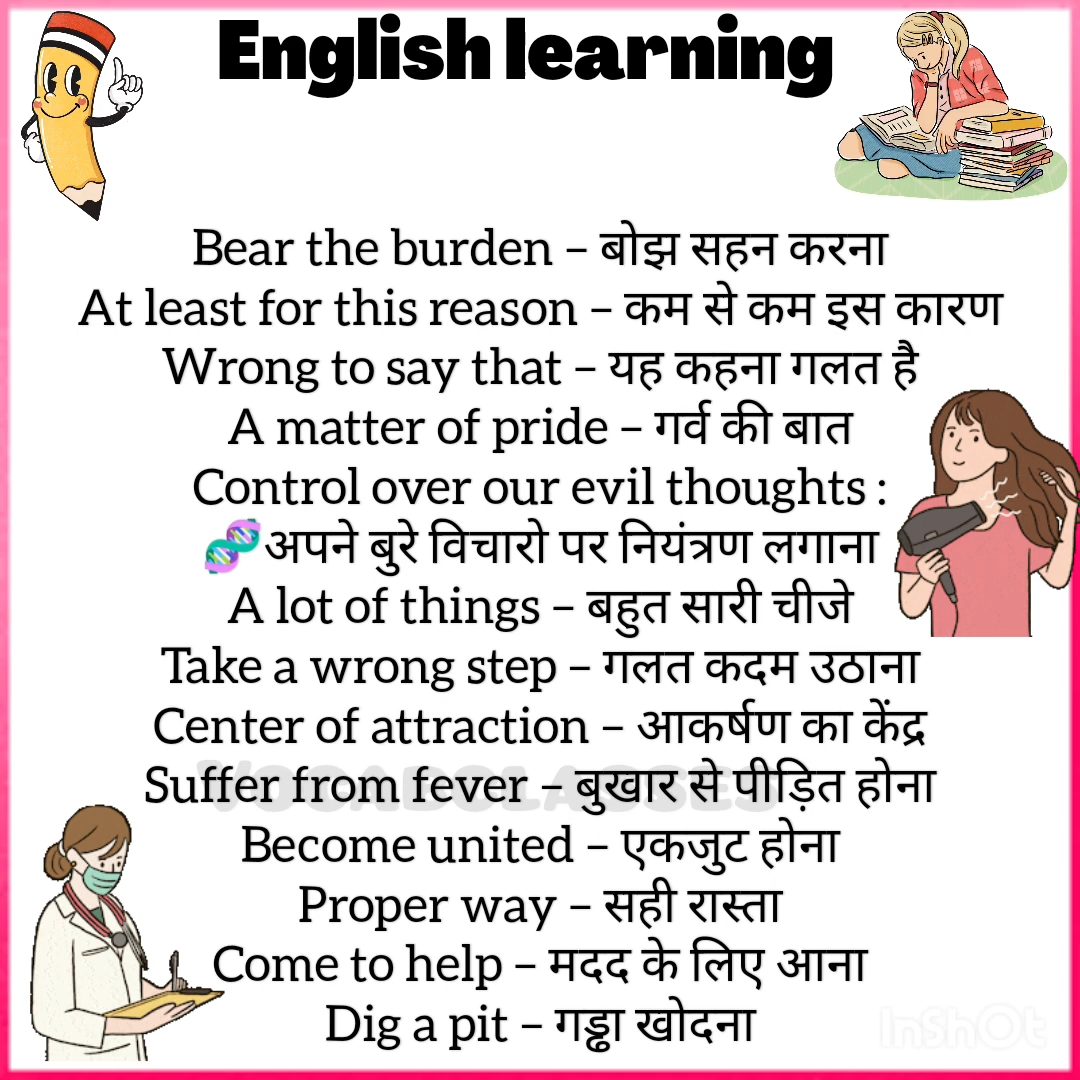 English learning
Bear the burden – बोझ सहन करना
At least for this reason – कम से कम इस कारण
Wrong to say that – यह कहना गलत है
A matter of pride – गर्व की बात
Control over our evil thoughts :
🧬अपने बुरे विचारो पर नियंत्रण लगाना
A lot of things – बहुत सारी चीजे
Take a wrong step – गलत कदम उठाना
Center of attraction – आकर्षण का केंद्र
Suffer from fever – बुखार से पीड़ित होना
Become united – एकजुट होना
Proper way – सही रास्ता
Come to help – मदद के लिए आना
Dig a pit – गड्ढा खोदना
InShOt